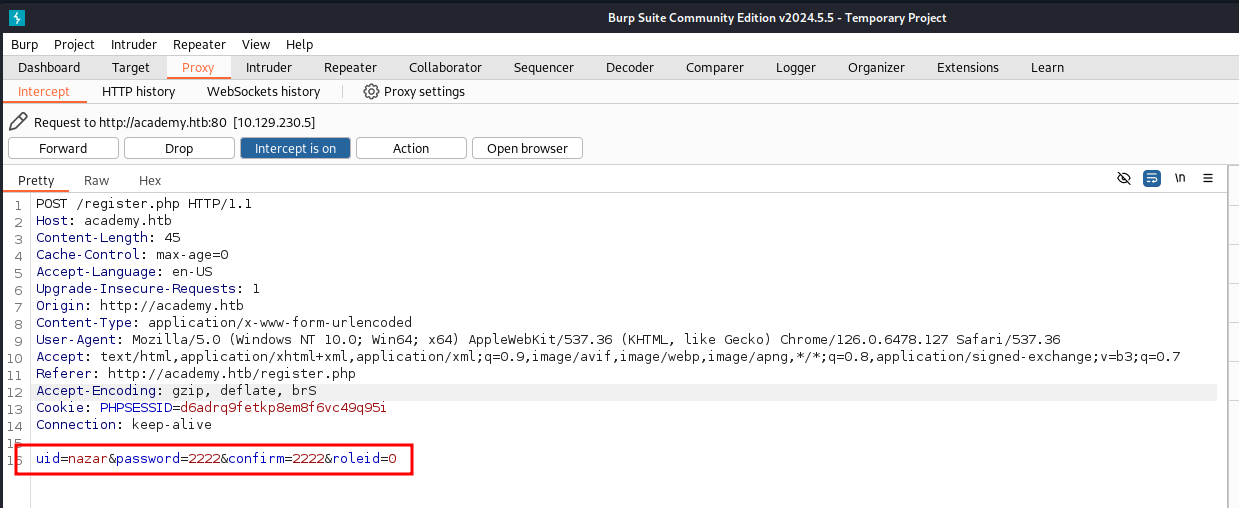 Burp Suite Community Edition v2024.5.5 - Temporary Project
Burp Project Intruder Repeater View Help
Dashboard Target Proxy Intruder Repeater Collaborator Sequencer Decoder Comparer Logger Organizer Extensions Learn
Intercept HTTP history WebSockets history Proxy settings
Request to http://academy.htb:80 [10.129.230.5]
Forward Drop Intercept is on Action Open browser
Pretty Raw Hex \n
1 POST /register.php HTTP/1.1
2 Host: academy.htb
3 Content-Length: 45
4 Cache-Control: max-age=0
5 Accept-Language: en-US
6 Upgrade-Insecure-Requests: 1
7 Origin: http://academy.htb
8 Content-Type: application/x-www-form-urlencoded
9 User-Agent: Mozilla/5.0 (Windows NT 10.0; Win64; x64) AppleWebKit/537.36 (KHTML, like Gecko) Chrome/126.0.6478.127 Safari/537.36
10 Accept: text/html,application/xhtml+xml,application/xml;q=0.9,image/avif,image/webp,image/apng,*/*;q=0.8,application/signed-exchange;v=b3;q=0.7
11 Referer: http://academy.htb/register.php
12 Accept-Encoding: gzip, deflate, brS
13 Cookie: PHPSESSID=d6adrq9fetkp8em8f6vc49q95i
14 Connection: keep-alive
15
16 uid=nazar&password=2222&confirm=2222&roleid=0